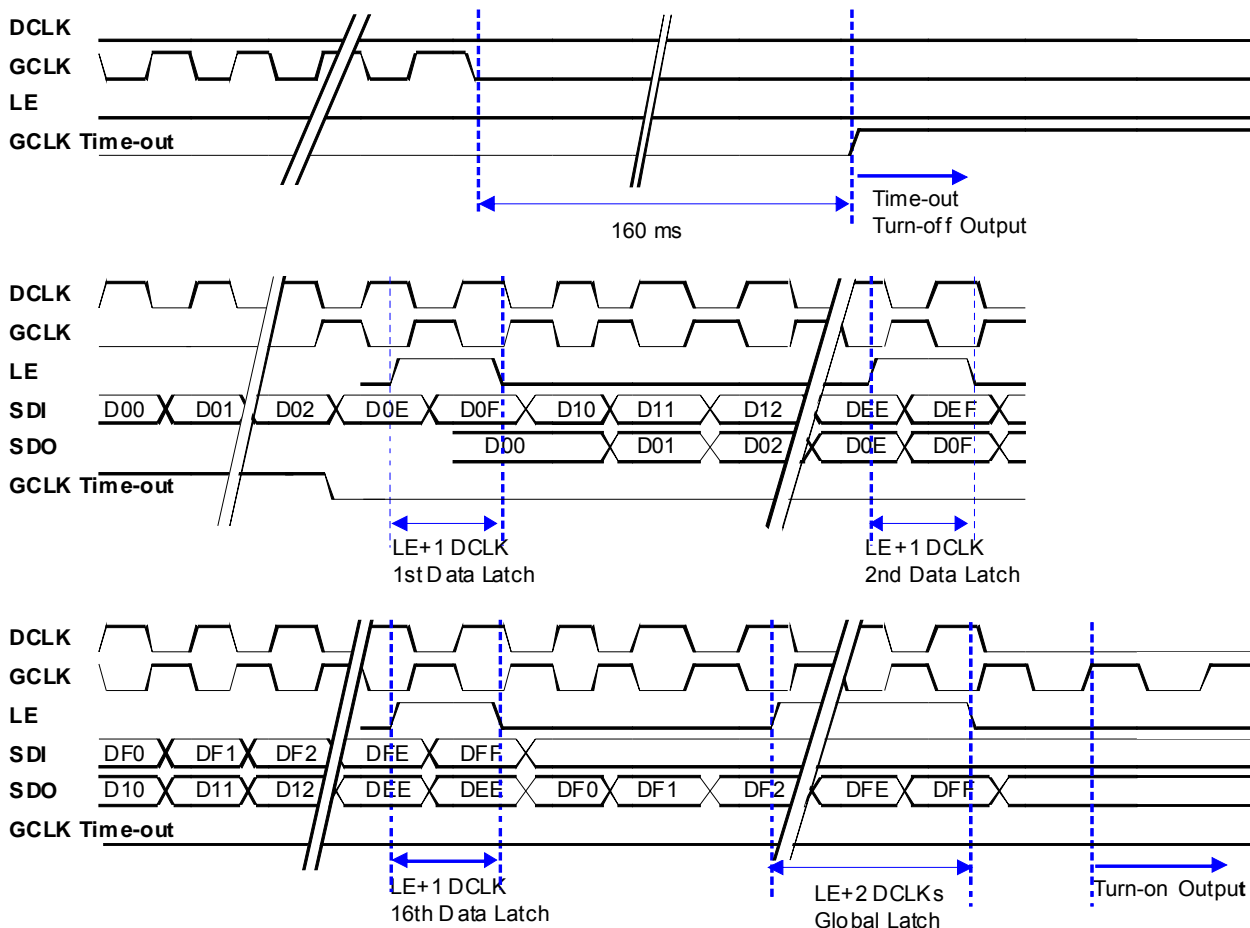 DCLK
GCLK
LE
GCLK Time-out
160 ms
Time-out
Turn-off Output
DCLK
GCLK
LE
SDI D00 D01 D02 D0E D0F D10 D11 D12 DEE DEF
SDO D00 D01 D02 D0E D0F
GCLK Time-out
LE+1 DCLK
1st Data Latch
LE+1 DCLK
2nd Data Latch
DCLK
GCLK
LE
SDI DF0 DF1 DF2 DFE DFF
SDO D10 D11 D12 DEE DEE DF0 DF1 DF2 DFE DFF
GCLK Time-out
LE+1 DCLK
16th Data Latch
LE+2 DCLKs
Global Latch
Turn-on Output